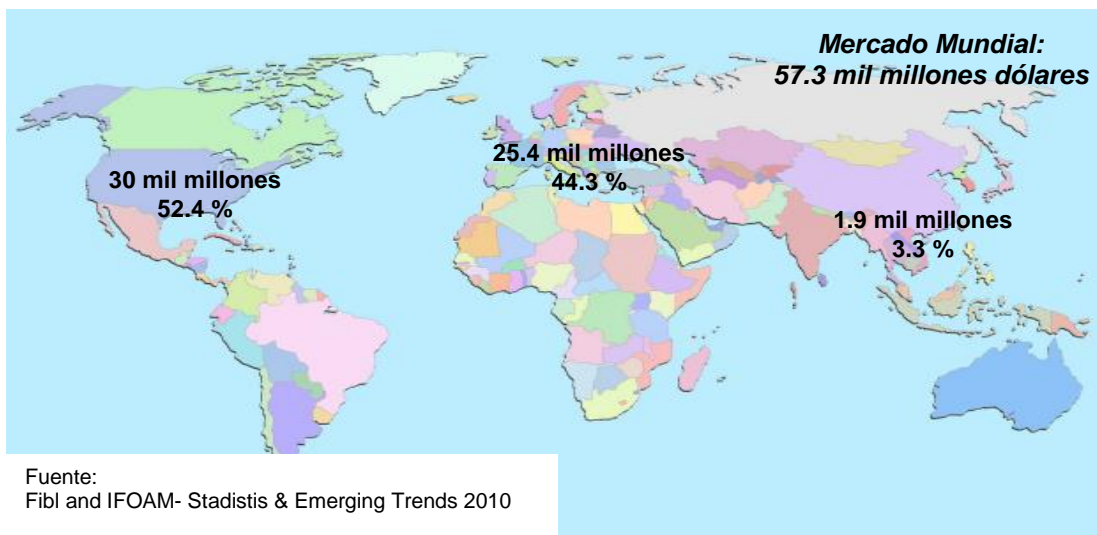 Mercado Mundial:
57.3 mil millones dólares
25.4 mil millones
44.3 %
30 mil millones
52.4 %
1.9 mil millones
3.3 %
Fuente:
Fibl and IFOAM- Stadistis & Emerging Trends 2010